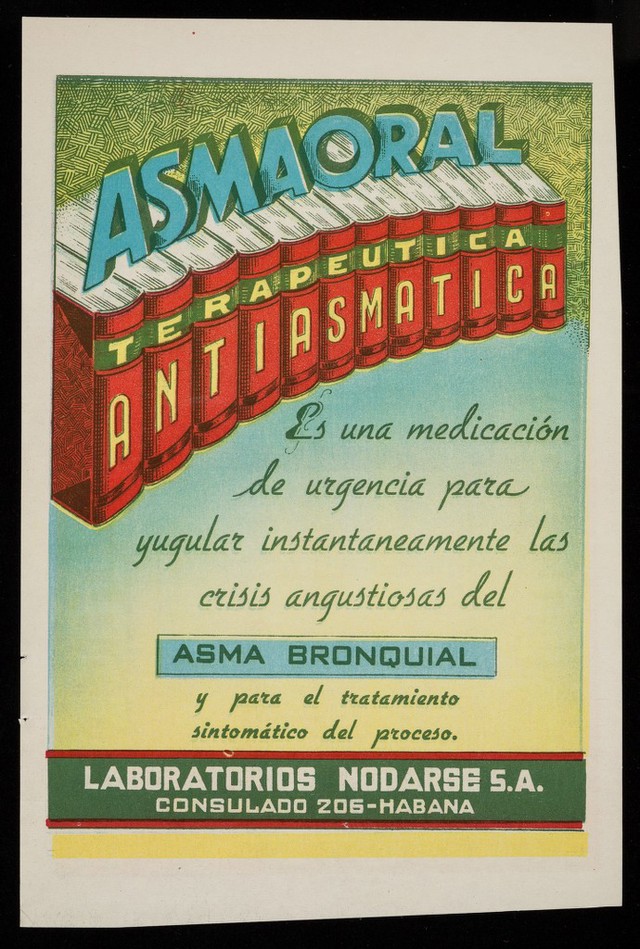 ASMAORAL
TERAPEUTICA
ANTIASMATICA
Es una medicación
de urgencia para
yugular instantaneamente las
crisis angustiosas del
ASMA BRONQUIAL
y para el tratamiento
sintomático del proceso.
LABORATORIOS NODARSE S.A.
CONSULADO 206-HABANA